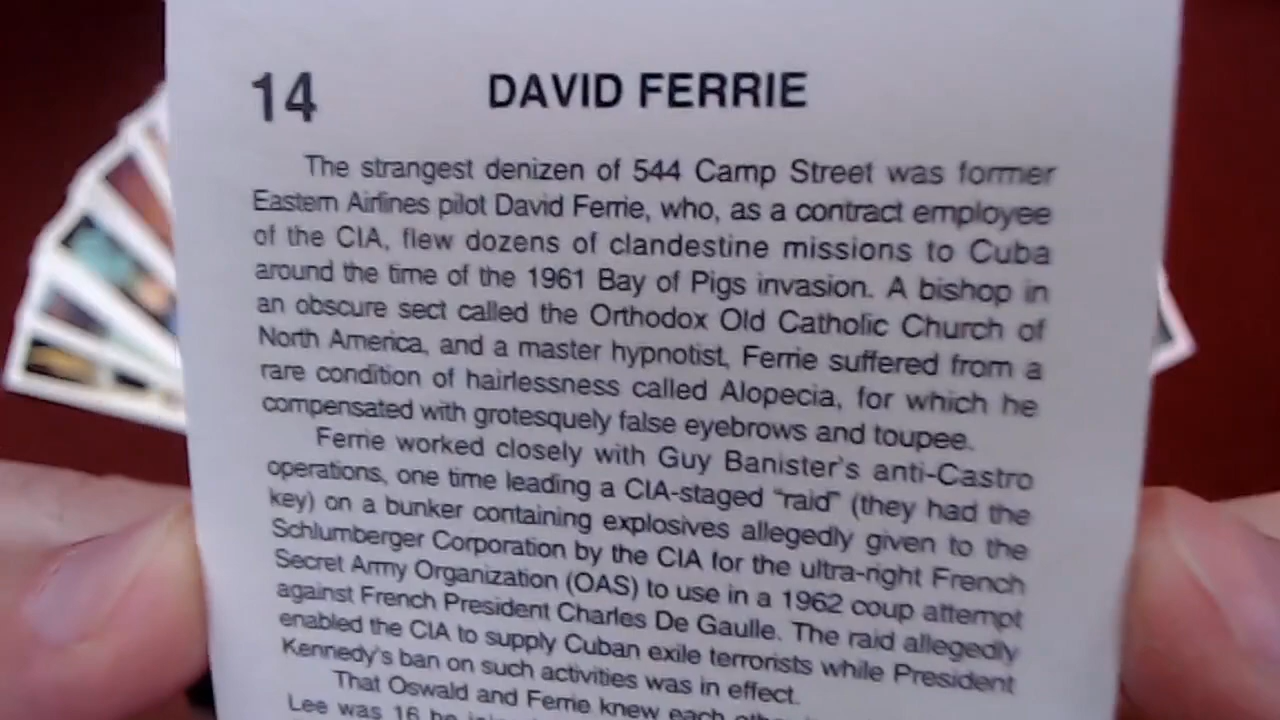 14 DAVID FERRIE
The strangest denizen of 544 Camp Street was former
Eastern Airlines pilot David Ferrie, who, as a contract employee
of the CIA, flew dozens of clandestine missions to Cuba
around the time of the 1961 Bay of Pigs invasion. A bishop in
an obscure sect called the Orthodox Old Catholic Church of
North America, and a master hypnotist, Ferrie suffered from a
rare condition of hairlessness called Alopecia, for which he
compensated with grotesquely false eyebrows and toupee.
Ferrie worked closely with Guy Banister's anti-Castro
operations, one time leading a CIA-staged "raid" (they had the
key) on a bunker containing explosives allegedly given to the
Schlumberger Corporation by the CIA for the ultra-right French
Secret Army Organization (OAS) to use in a 1962 coup attempt
against French President Charles De Gaulle. The raid allegedly
enabled the CIA to supply Cuban exile terrorists while President
Kennedy's ban on such activities was in effect.
That Oswald and Ferrie knew each
Lee was 16 he